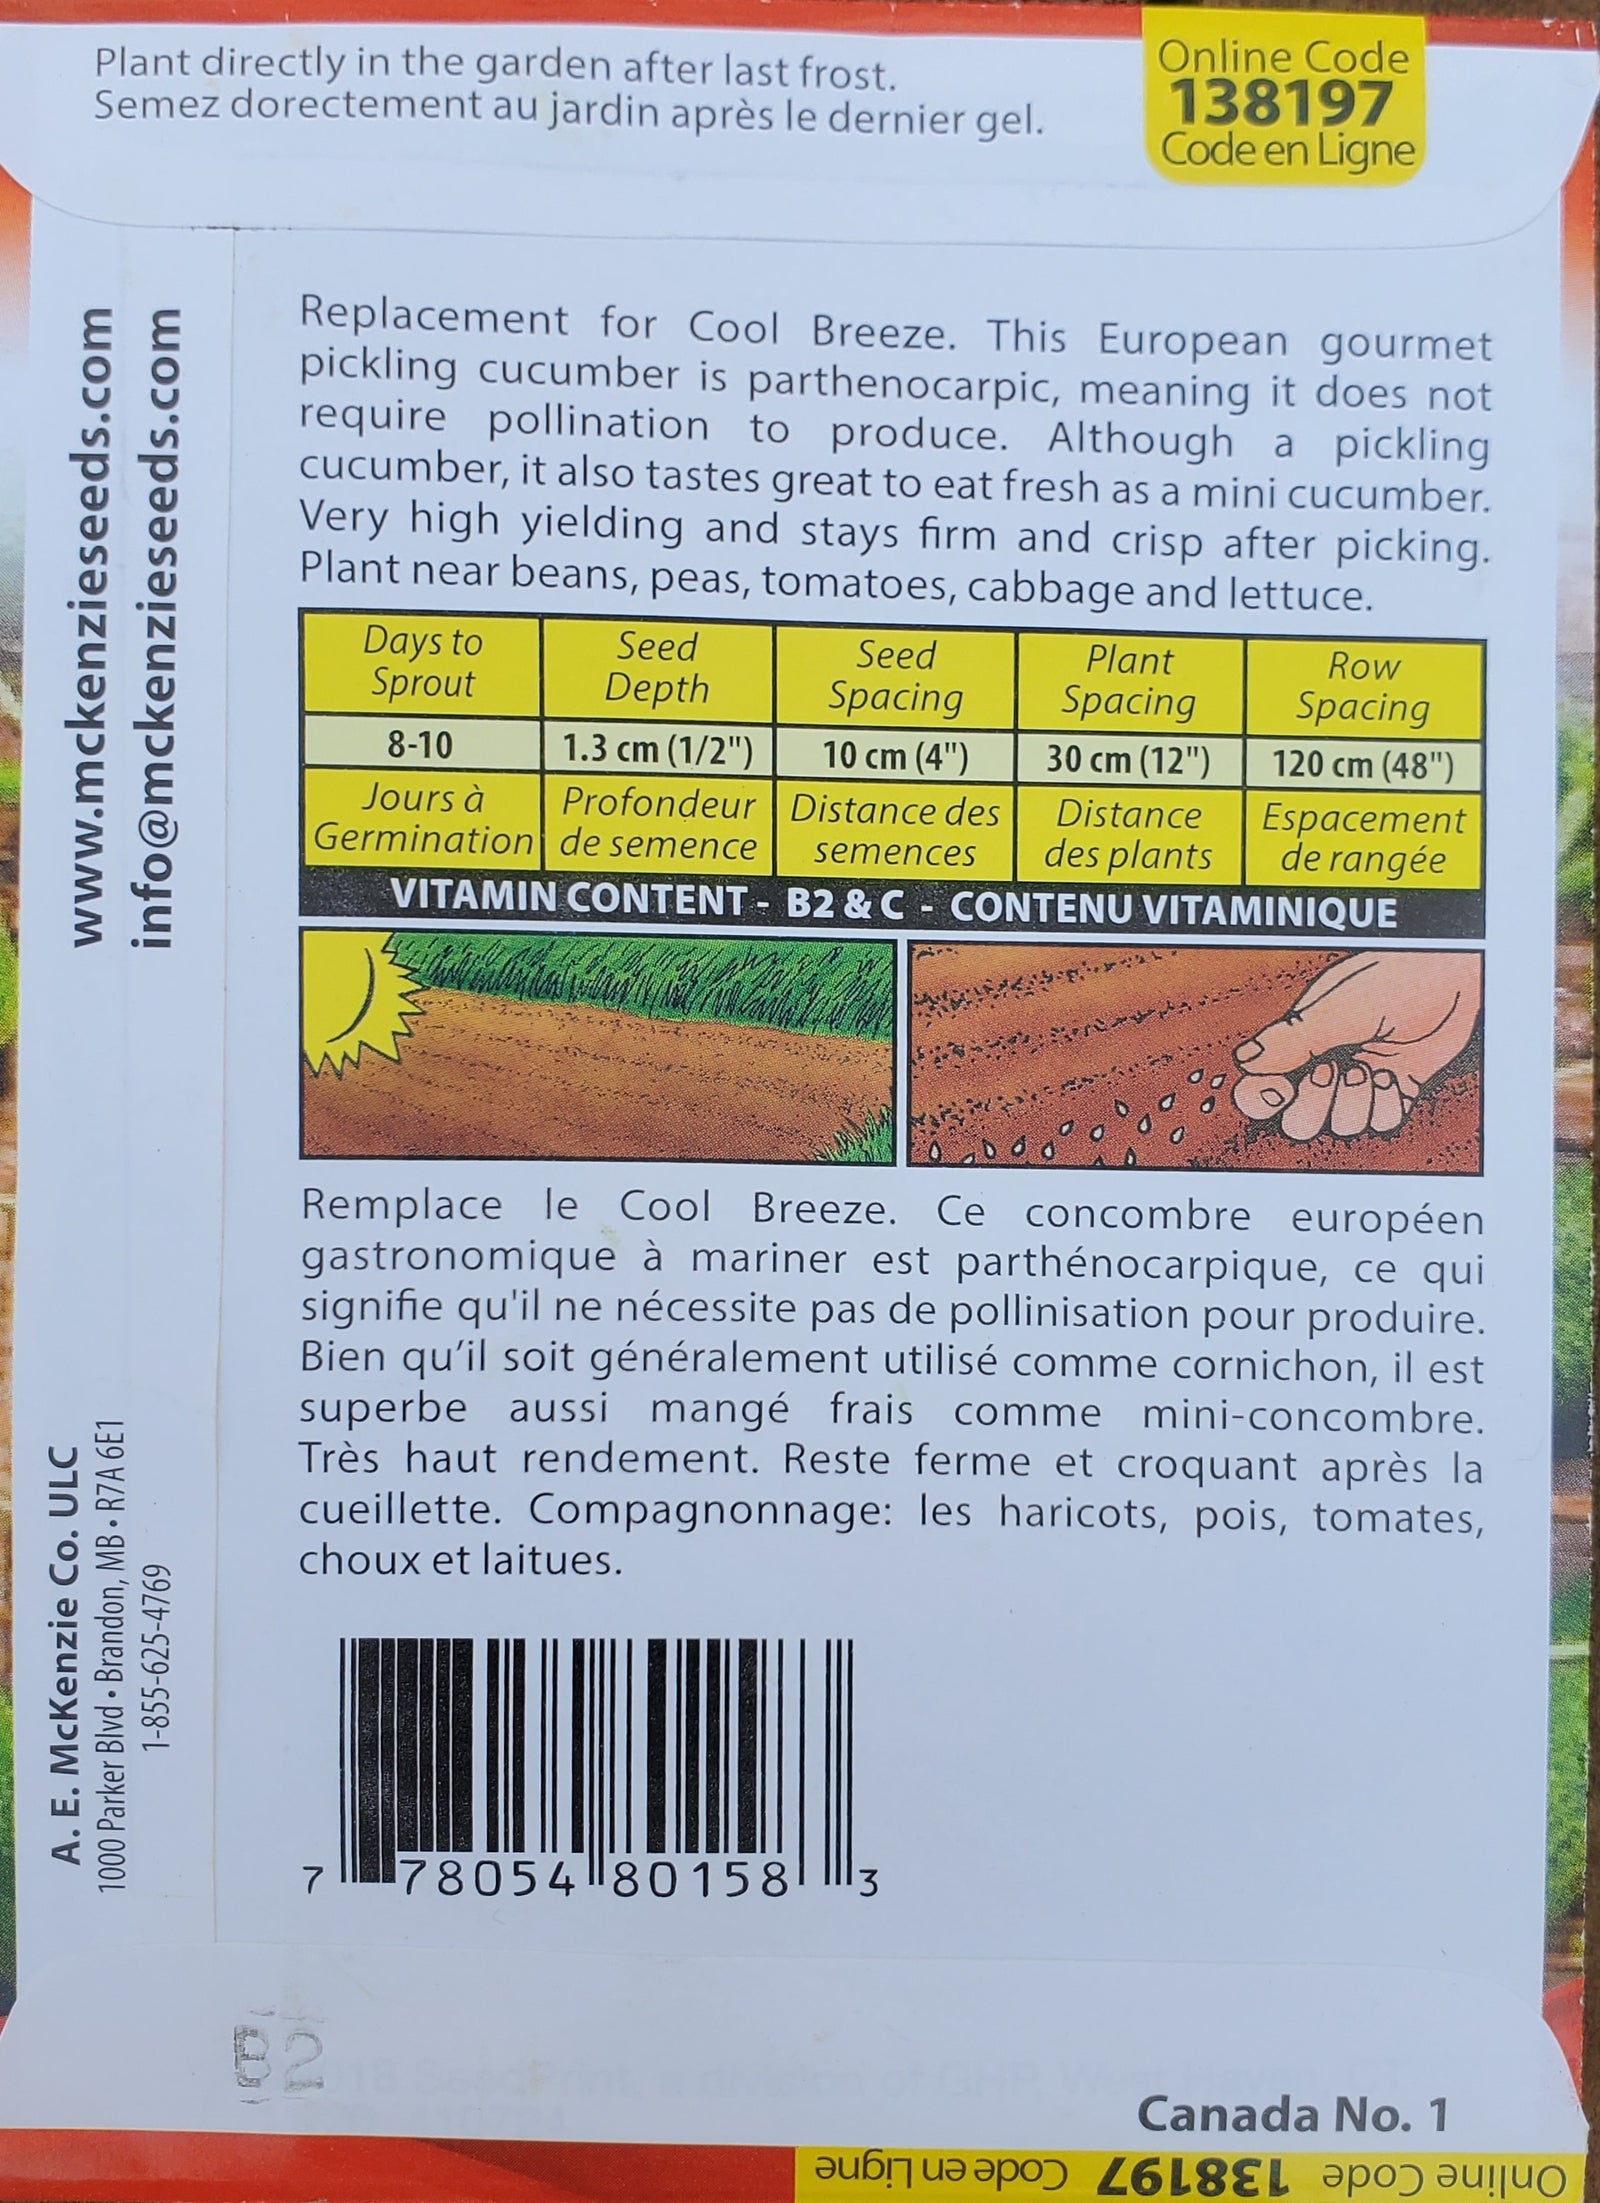 Plant directly in the garden after last frost.
Semez dorectement au jardin après le dernier gel.
Online Code
138197
Code en Ligne
www.mckenzieseeds.com
info@mckenzieseeds.com
Replacement for Cool Breeze. This European gourmet
pickling cucumber is parthenocarpic, meaning it does not
require pollination to produce. Although a pickling
cucumber, it also tastes great to eat fresh as a mini cucumber.
Very high yielding and stays firm and crisp after picking.
Plant near beans, peas, tomatoes, cabbage and lettuce.
Days to Sprout
Seed Depth
Seed Spacing
Plant Spacing
Row Spacing
8-10
1.3 cm (1/2")
10 cm (4")
30 cm (12")
120 cm (48")
Jours à Germination
Profondeur de semence
Distance des semences
Distance des plants
Espacement de rangée
VITAMIN CONTENT - B2 & C - CONTENU VITAMINIQUE
Remplace le Cool Breeze. Ce concombre européen
gastronomique à mariner est parthénocarpique, ce qui
signifie qu'il ne nécessite pas de pollinisation pour produire.
Bien qu’il soit généralement utilisé comme cornichon, il est
superbe aussi mangé frais comme mini-concombre.
Très haut rendement. Reste ferme et croquant après la
cueillette. Compagnonnage: les haricots, pois, tomates,
choux et laitues.
A. E. McKenzie Co. ULC
1000 Parker Blvd • Brandon, MB • R7A 6E1
1-855-625-4769
7 78054 80158 3
B2
Canada No. 1
Online Code 138197 Code en Ligne